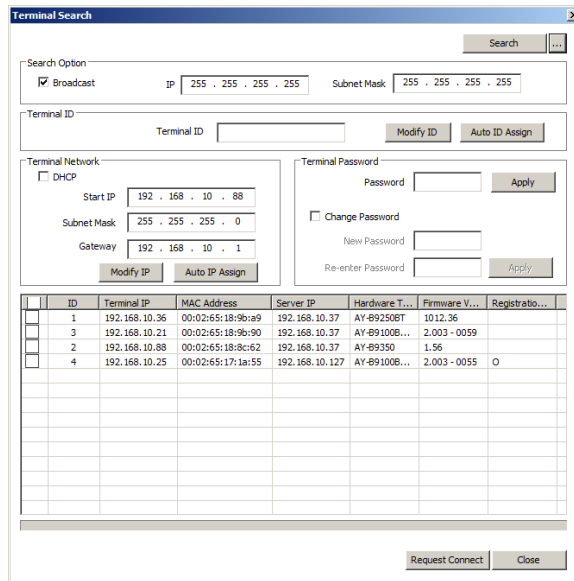 Terminal Search
Search ...
Search Option
Broadcast IP 255 . 255 . 255 . 255 Subnet Mask 255 . 255 . 255 . 255
Terminal ID
Terminal ID Modify ID Auto ID Assign
Terminal Network
DHCP
Start IP 192 . 168 . 10 . 88
Subnet Mask 255 . 255 . 255 . 0
Gateway 192 . 168 . 10 . 1
Modify IP Auto IP Assign
Terminal Password
Password Apply
Change Password
New Password
Re-enter Password Apply
ID Terminal IP MAC Address Server IP Hardware T... Firmware V... Registratio...
1 192.168.10.36 00:02:65:18:9b:a9 192.168.10.37 AY-B9250BT 1012.36
3 192.168.10.21 00:02:65:18:9b:90 192.168.10.37 AY-B9100B... 2.003 - 0059
2 192.168.10.88 00:02:65:18:8c:62 192.168.10.37 AY-B9350 1.56
4 192.168.10.25 00:02:65:17:1a:55 192.168.10.127 AY-B9100B... 2.003 - 0055 O
Request Connect Close